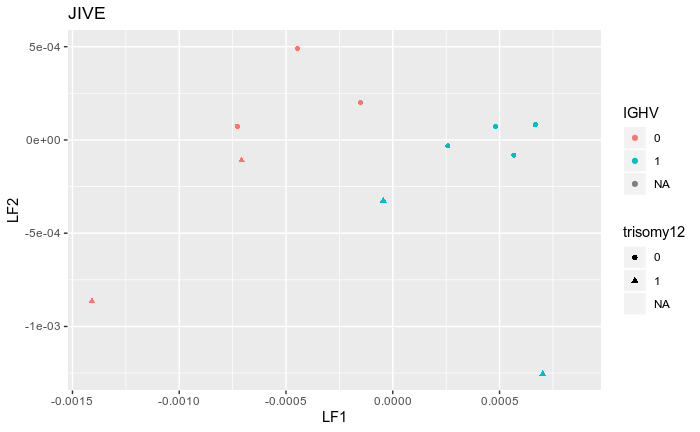 JIVE
5e-04
0e+00
-5e-04
-1e-03
LF2
-0.0015
-0.0010
-0.0005
0.0000
0.0005
LF1
IGHV
0
1
NA
trisomy12
0
1
NA